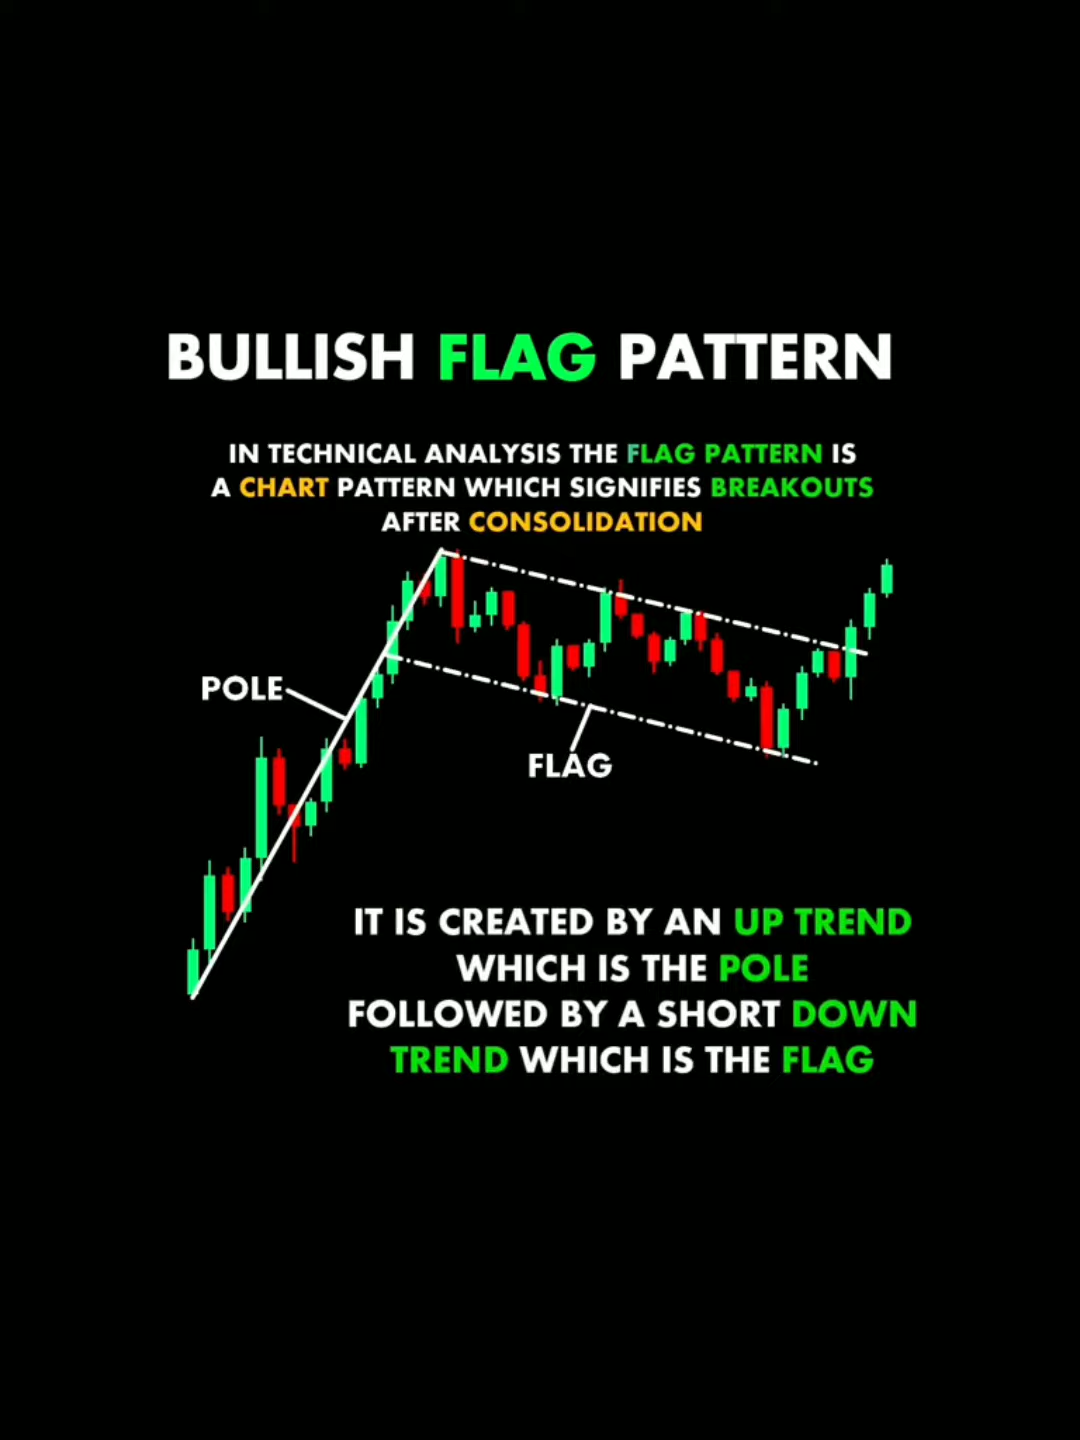 BULLISH FLAG PATTERN
IN TECHNICAL ANALYSIS THE FLAG PATTERN IS
A CHART PATTERN WHICH SIGNIFIES BREAKOUTS
AFTER CONSOLIDATION
POLE
FLAG
IT IS CREATED BY AN UP TREND
WHICH IS THE POLE
FOLLOWED BY A SHORT DOWN
TREND WHICH IS THE FLAG